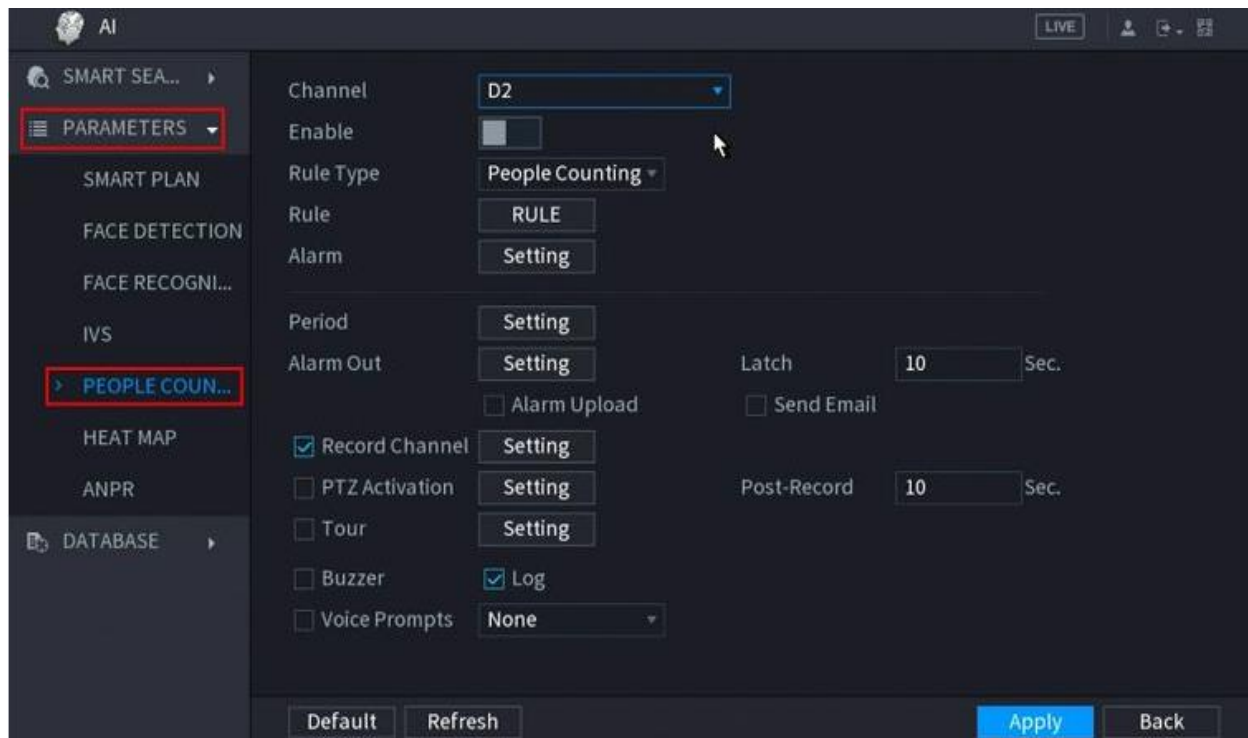 AI
LIVE
SMART SEA...
PARAMETERS
SMART PLAN
FACE DETECTION
FACE RECOGNI...
IVS
PEOPLE COUN...
HEAT MAP
ANPR
DATABASE
Channel D2
Enable
Rule Type People Counting
Rule RULE
Alarm Setting
Period Setting
Alarm Out Setting Latch 10 Sec.
Alarm Upload Send Email
Record Channel Setting
PTZ Activation Setting Post-Record 10 Sec.
Tour Setting
Buzzer Log
Voice Prompts None
Default Refresh Apply Back